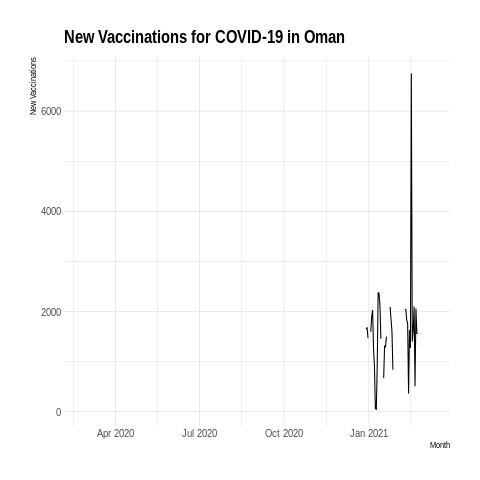 New Vaccinations for COVID-19 in Oman
New Vaccinations
6000
4000
2000
0
Apr 2020 Jul 2020 Oct 2020 Jan 2021
Month